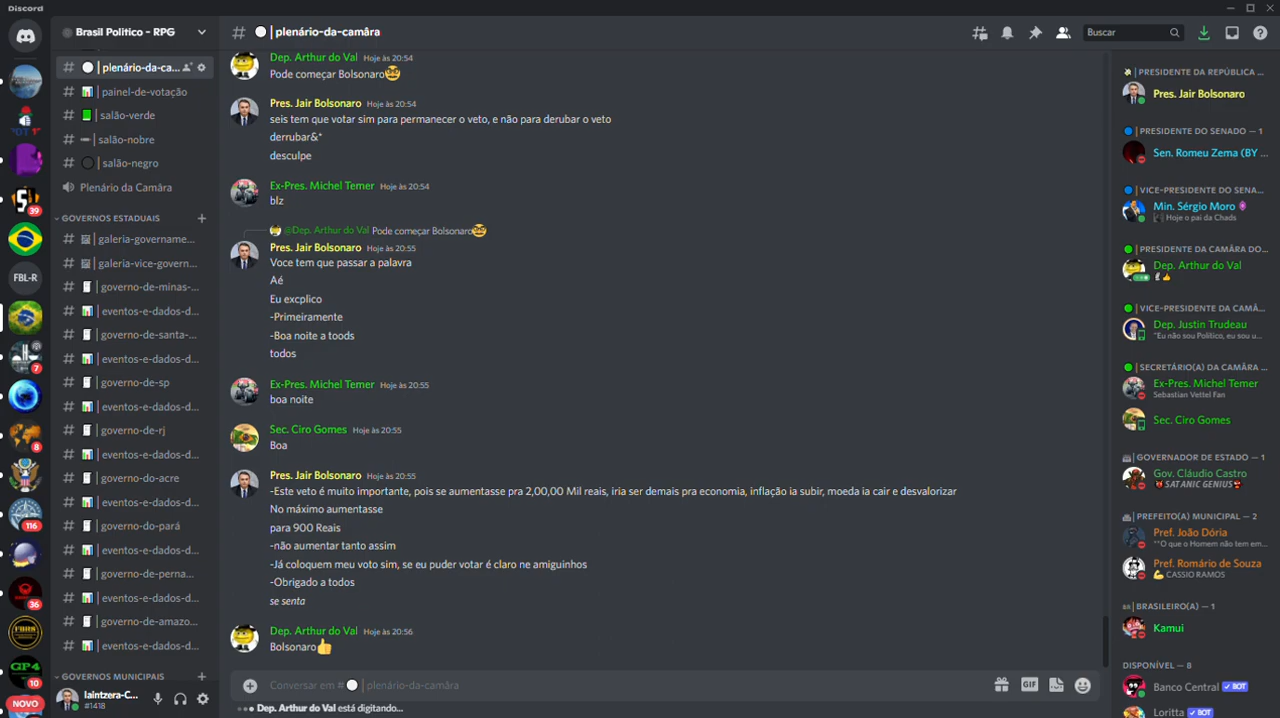 Discord
Brasil Politico - RPG
# | plenário-da-camâra
Buscar
# | plenário-da-ca...
# | painel-de-votação
# | salão-verde
# | salão-nobre
# | salão-negro
Plenário da Camâra
GOVERNOS ESTADUAIS
# | galeria-govername...
# | galeria-vice-govern...
# | governo-de-minas-...
# | eventos-e-dados-d...
# | governo-de-santa-...
# | eventos-e-dados-d...
# | governo-de-sp
# | eventos-e-dados-d...
# | governo-de-rj
# | eventos-e-dados-d...
# | governo-do-acre
# | eventos-e-dados-d...
# | governo-do-pará
# | eventos-e-dados-d...
# | governo-de-perna...
# | eventos-e-dados-d...
# | governo-de-amazo...
# | eventos-e-dados-d...
GOVERNOS MUNICIPAIS
39
FBL-R
7
8
116
36
GP4
10
NOVO
laintzera-C...
#1418
Dep. Arthur do Val Hoje às 20:54
Pode começar Bolsonaro🤓
Pres. Jair Bolsonaro Hoje às 20:54
seis tem que votar sim para permanecer o veto, e não para derubar o veto
derrubar&*
desculpe
Ex-Pres. Michel Temer Hoje às 20:54
blz
@Dep. Arthur do Val Pode começar Bolsonaro🤓
Pres. Jair Bolsonaro Hoje às 20:55
Voce tem que passar a palavra
Aé
Eu excplico
-Primeiramente
-Boa noite a toods
todos
Ex-Pres. Michel Temer Hoje às 20:55
boa noite
Sec. Ciro Gomes Hoje às 20:55
Boa
Pres. Jair Bolsonaro Hoje às 20:55
-Este veto é muito importante, pois se aumentasse pra 2,00,00 Mil reais, iria ser demais pra economia, inflação ia subir, moeda ia cair e desvalorizar
No máximo aumentasse
para 900 Reais
-não aumentar tanto assim
-Já coloquem meu voto sim, se eu puder votar é claro ne amiguinhos
-Obrigado a todos
se senta
Dep. Arthur do Val Hoje às 20:56
Bolsonaro👍
Conversar em # | plenário-da-camâra
GIF
Dep. Arthur do Val está digitando...
| PRESIDENTE DA REPÚBLICA ...
Pres. Jair Bolsonaro
| PRESIDENTE DO SENADO — 1
Sen. Romeu Zema (BY ...
| VICE-PRESIDENTE DO SENA...
Min. Sérgio Moro
Hoje o pai da Chads
| PRESIDENTE DA CAMÂRA DO...
Dep. Arthur do Val
| VICE-PRESIDENTE DA CAMÂ...
Dep. Justin Trudeau
"Eu não sou Político, eu sou u...
| SECRETÁRIO(A) DA CAMÂRA ...
Ex-Pres. Michel Temer
Sebastian Vettel Fan
Sec. Ciro Gomes
| GOVERNADOR DE ESTADO — 1
Gov. Cláudio Castro
SATANIC GENIUS
| PREFEITO(A) MUNICIPAL — 2
Pref. João Dória
""O que o Homem não tem em...
Pref. Romário de Souza
💪 CASSIO RAMOS
| BRASILEIRO(A) — 1
Kamui
DISPONÍVEL — 8
Banco Central ✓ BOT
Loritta ✓ BOT